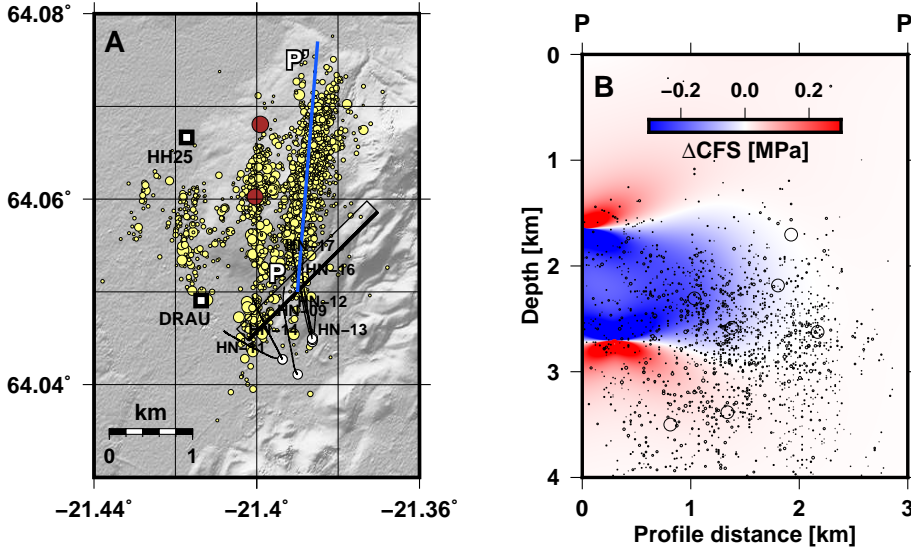 64.08°
64.06°
64.04°
−21.44°
−21.4°
−21.36°
A
P'
HH25
HN−17
P
HN−16
DRAU
HN−12
HN−09
HN−14
HN−13
HN−11
km
0 1
P P
B
−0.2 0.0 0.2
ΔCFS [MPa]
Depth [km]
0
1
2
3
4
0 1 2 3
Profile distance [km]